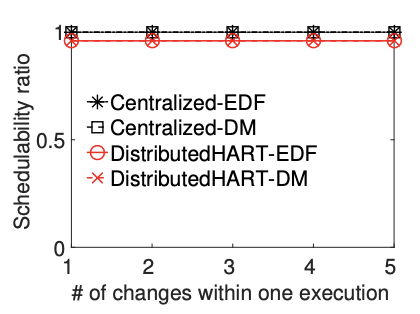 1
Centralized-EDF
Centralized-DM
0.5
DistributedHART-EDF
DistributedHART-DM
0
1 2 3 4 5
# of changes within one execution
Schedulability ratio